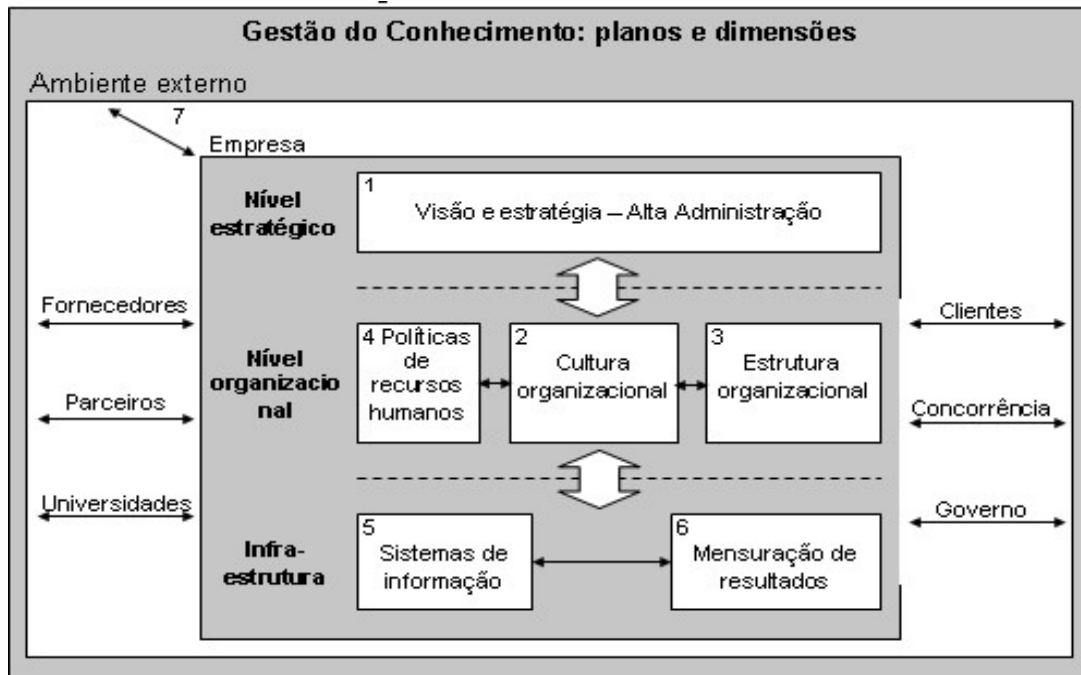 Gestão do Conhecimento: planos e dimensões
Ambiente externo
7
Empresa
Nível
estratégico
1
Visão e estratégia – Alta Administração
Fornecedores
Parceiros
Universidades
Nível
organizacio
nal
4 Políticas
de
recursos
humanos
2
Cultura
organizacional
3
Estrutura
organizacional
Clientes
Concorrência
Governo
Infra-
estrutura
5
Sistemas de
informação
6
Mensuração de
resultados